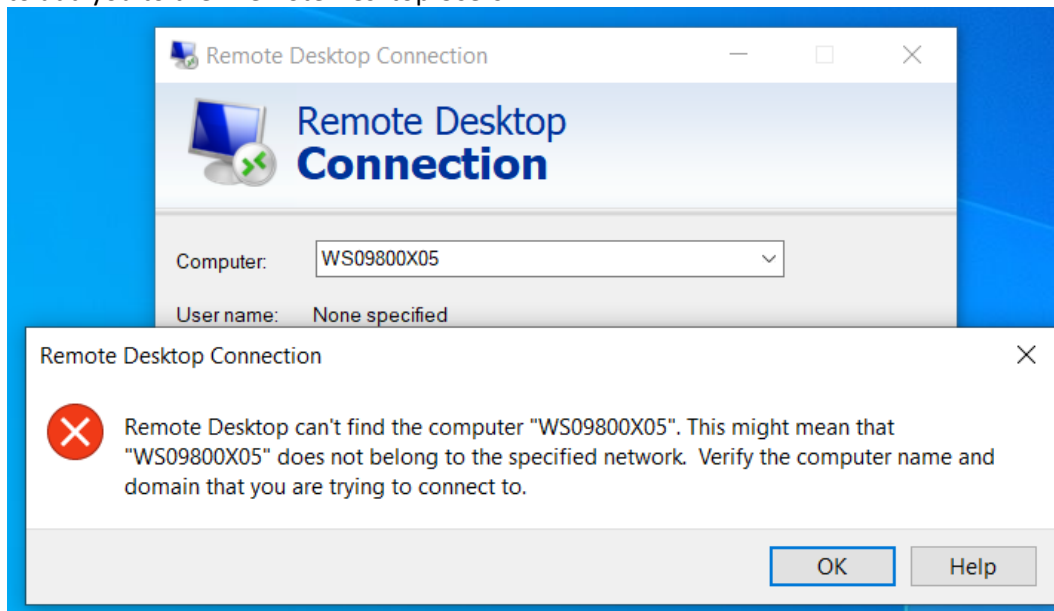 Remote Desktop Connection
Remote Desktop
Connection
Computer: WS09800X05
User name: None specified
Remote Desktop Connection
Remote Desktop can't find the computer "WS09800X05". This might mean that
"WS09800X05" does not belong to the specified network. Verify the computer name and
domain that you are trying to connect to.
OK Help